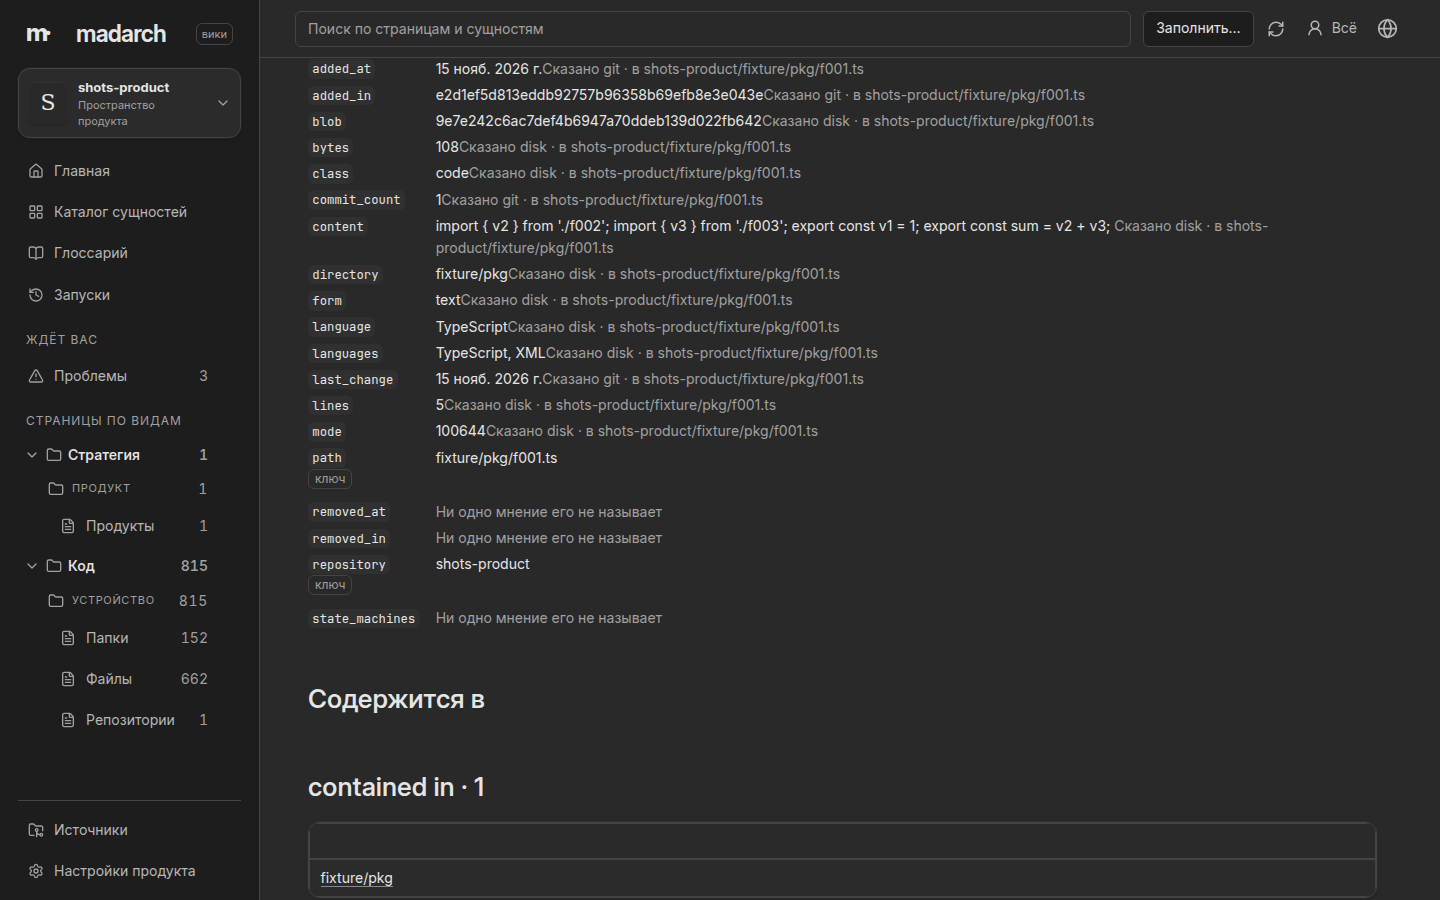 m madarch вики
shots-product
Пространство
продукта
S
Главная
Каталог сущностей
Глоссарий
Запуски
ЖДЁТ ВАС
Проблемы 3
СТРАНИЦЫ ПО ВИДАМ
Стратегия 1
ПРОДУКТ 1
Продукты 1
Код 815
УСТРОЙСТВО 815
Папки 152
Файлы 662
Репозитории 1
Источники
Настройки продукта
Поиск по страницам и сущностям
Заполнить...
Всё
added_at 15 нояб. 2026 г.Сказано git · в shots-product/fixture/pkg/f001.ts
added_in e2d1ef5d813eddb92757b96358b69efb8e3e043eСказано git · в shots-product/fixture/pkg/f001.ts
blob 9e7e242c6ac7def4b6947a70ddeb139d022fb642Сказано disk · в shots-product/fixture/pkg/f001.ts
bytes 108Сказано disk · в shots-product/fixture/pkg/f001.ts
class codeСказано disk · в shots-product/fixture/pkg/f001.ts
commit_count 1Сказано git · в shots-product/fixture/pkg/f001.ts
content import { v2 } from './f002'; import { v3 } from './f003'; export const v1 = 1; export const sum = v2 + v3; Сказано disk · в shots-
product/fixture/pkg/f001.ts
directory fixture/pkgСказано disk · в shots-product/fixture/pkg/f001.ts
form textСказано disk · в shots-product/fixture/pkg/f001.ts
language TypeScriptСказано disk · в shots-product/fixture/pkg/f001.ts
languages TypeScript, XMLСказано disk · в shots-product/fixture/pkg/f001.ts
last_change 15 нояб. 2026 г.Сказано git · в shots-product/fixture/pkg/f001.ts
lines 5Сказано disk · в shots-product/fixture/pkg/f001.ts
mode 100644Сказано disk · в shots-product/fixture/pkg/f001.ts
path fixture/pkg/f001.ts
ключ
removed_at Ни одно мнение его не называет
removed_in Ни одно мнение его не называет
repository shots-product
ключ
state_machines Ни одно мнение его не называет
Содержится в
contained in · 1
fixture/pkg